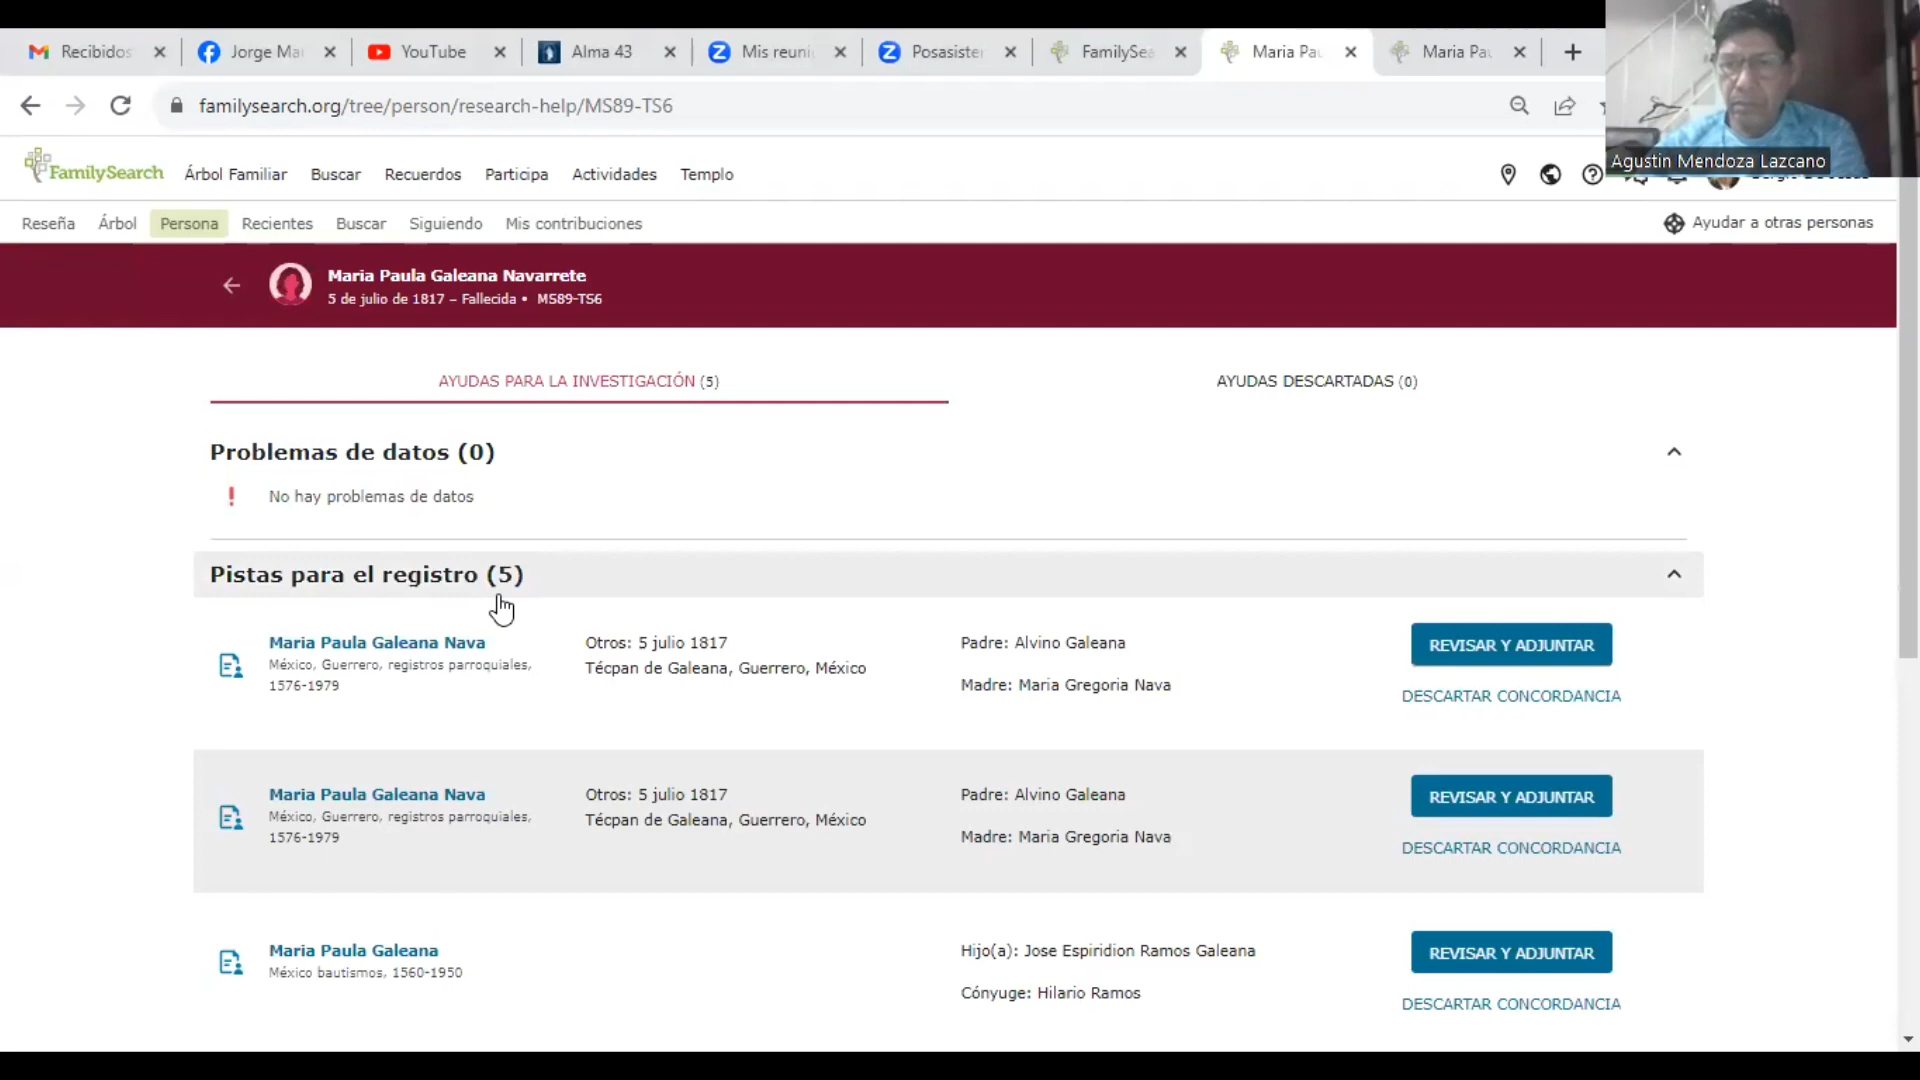 Recibidos
Jorge Mar
YouTube
Alma 43
Mis reuni
Posasister
FamilySea
Maria Pau
Maria Pau
familysearch.org/tree/person/research-help/MS89-TS6
Agustin Mendoza Lazcano
FamilySearch
Árbol Familiar
Buscar
Recuerdos
Participa
Actividades
Templo
Reseña
Árbol
Persona
Recientes
Buscar
Siguiendo
Mis contribuciones
Ayudar a otras personas
Maria Paula Galeana Navarrete
5 de julio de 1817 – Fallecida • MS89-TS6
AYUDAS PARA LA INVESTIGACIÓN (5)
AYUDAS DESCARTADAS (0)
Problemas de datos (0)
No hay problemas de datos
Pistas para el registro (5)
Maria Paula Galeana Nava
México, Guerrero, registros parroquiales,
1576-1979
Otros: 5 julio 1817
Técpan de Galeana, Guerrero, México
Padre: Alvino Galeana
Madre: Maria Gregoria Nava
REVISAR Y ADJUNTAR
DESCARTAR CONCORDANCIA
Maria Paula Galeana Nava
México, Guerrero, registros parroquiales,
1576-1979
Otros: 5 julio 1817
Técpan de Galeana, Guerrero, México
Padre: Alvino Galeana
Madre: Maria Gregoria Nava
REVISAR Y ADJUNTAR
DESCARTAR CONCORDANCIA
Maria Paula Galeana
México bautismos, 1560-1950
Hijo(a): Jose Espiridion Ramos Galeana
Cónyuge: Hilario Ramos
REVISAR Y ADJUNTAR
DESCARTAR CONCORDANCIA